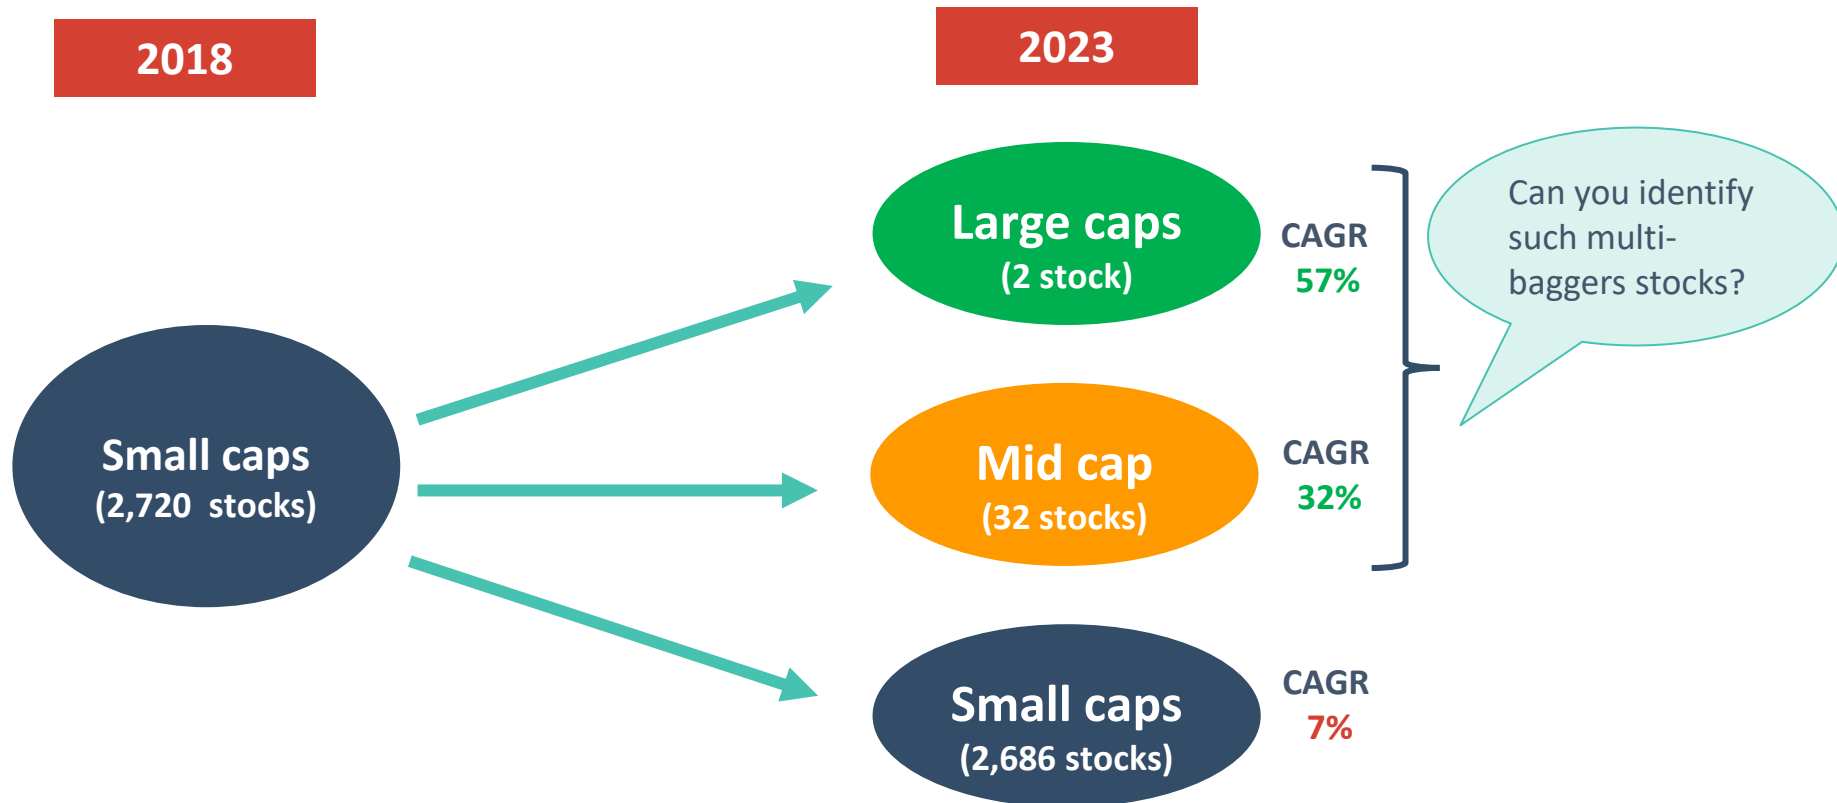 2018
2023
Small caps
(2,720 stocks)
Large caps
(2 stock)
CAGR
57%
Mid cap
(32 stocks)
CAGR
32%
Small caps
(2,686 stocks)
CAGR
7%
Can you identify
such multi-
baggers stocks?